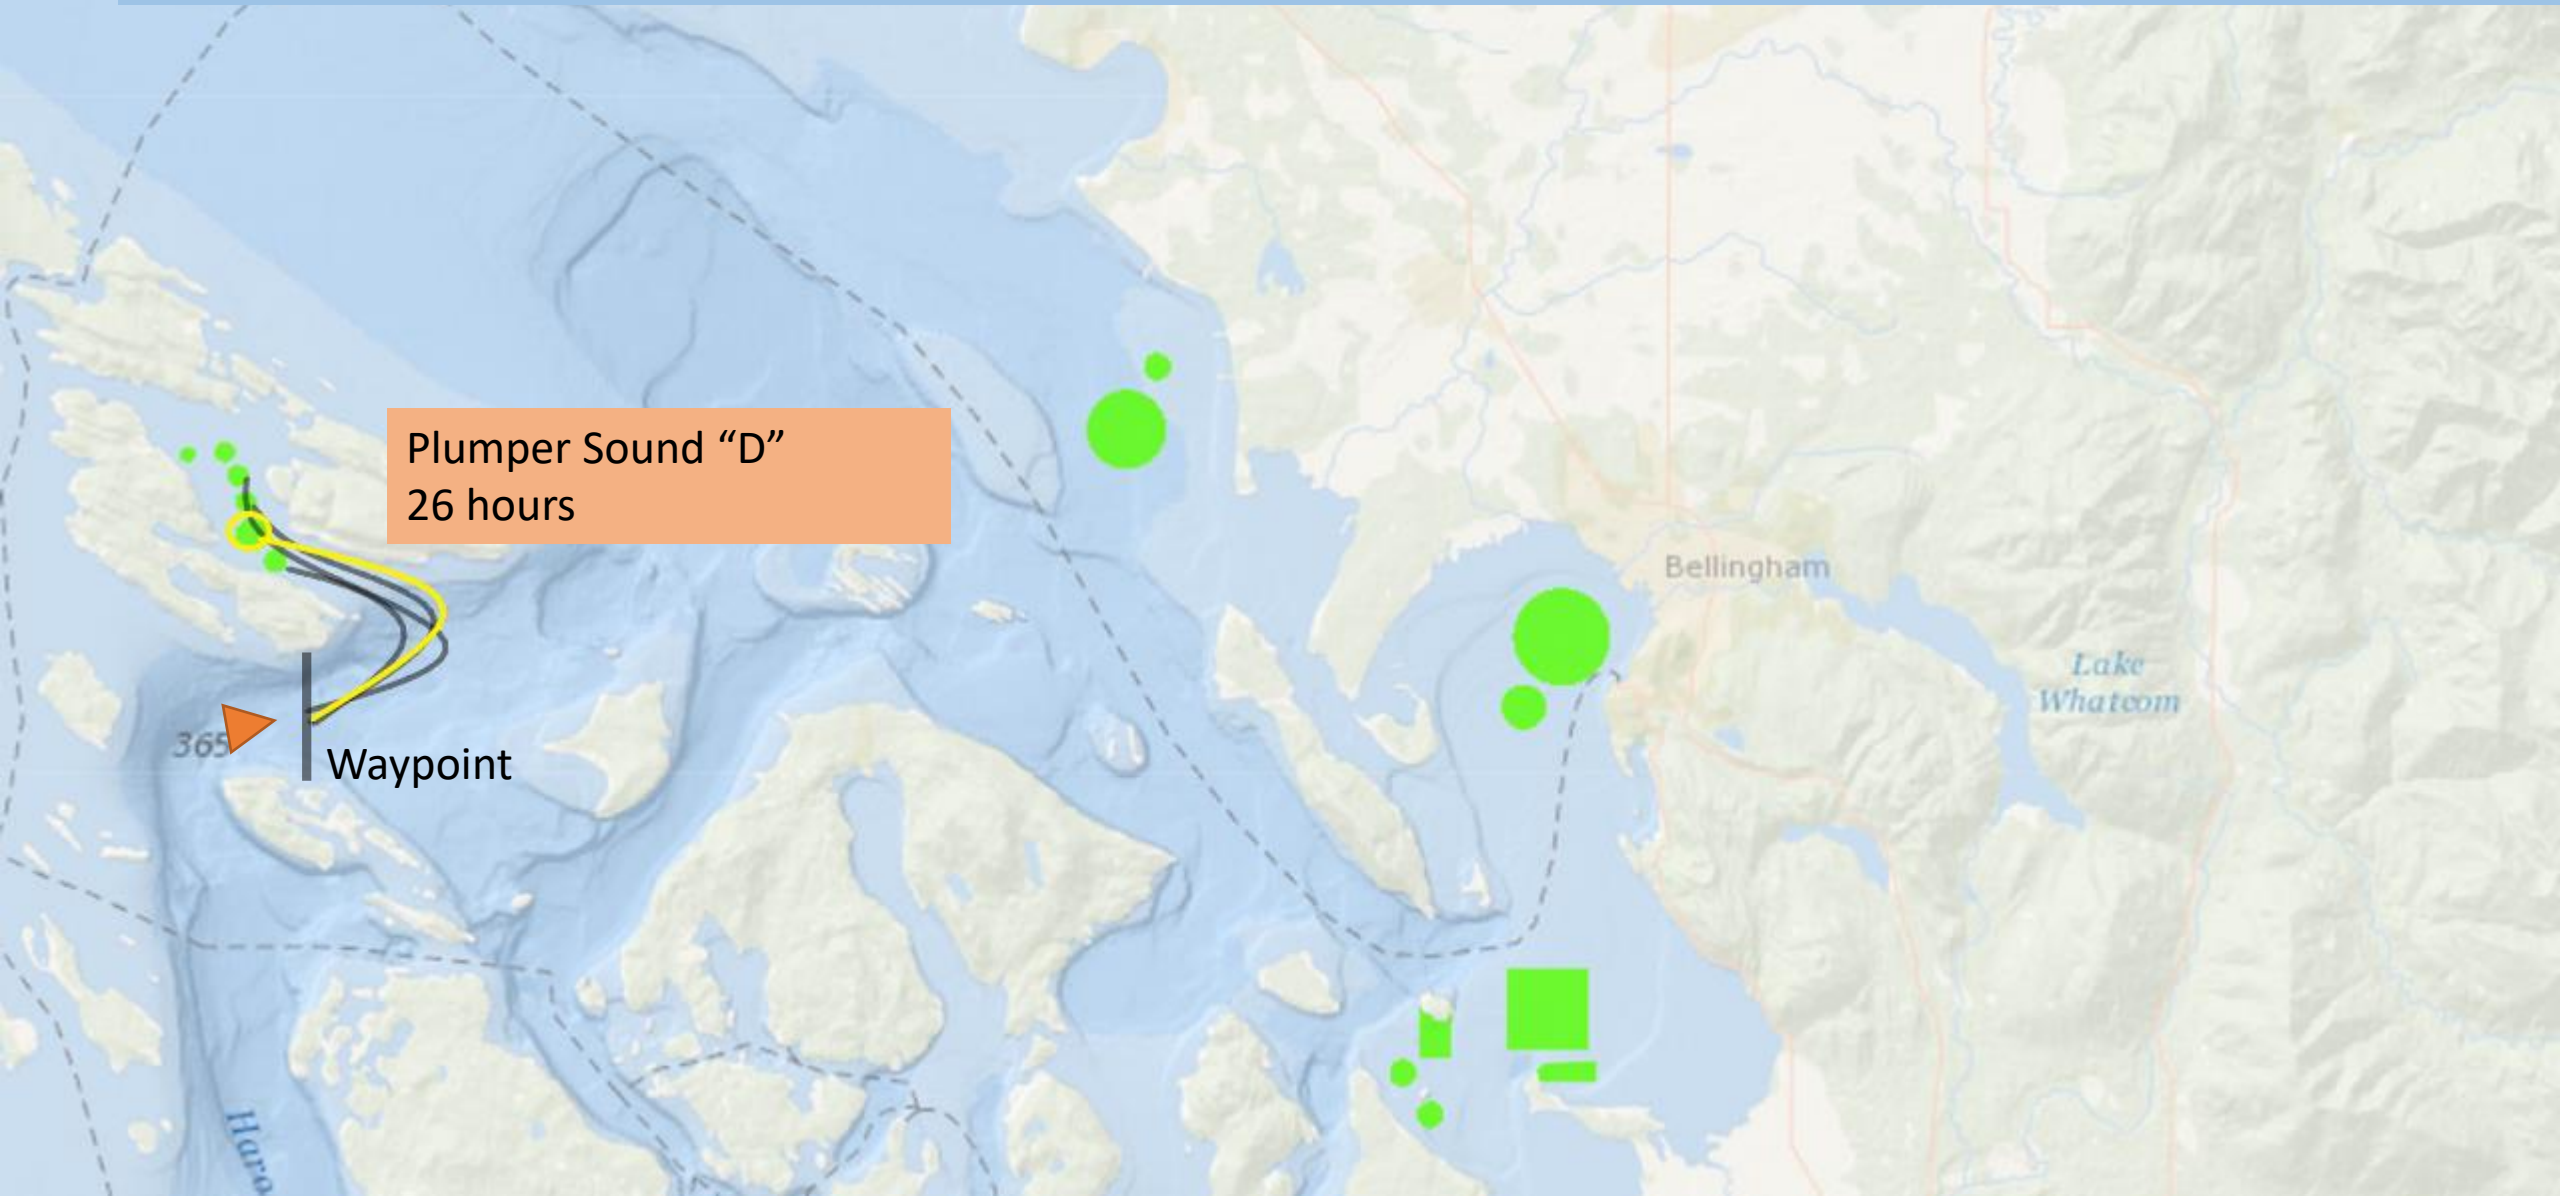 Plumper Sound “D”
26 hours
Bellingham
Lake
Whatcom
365
Waypoint
Haro